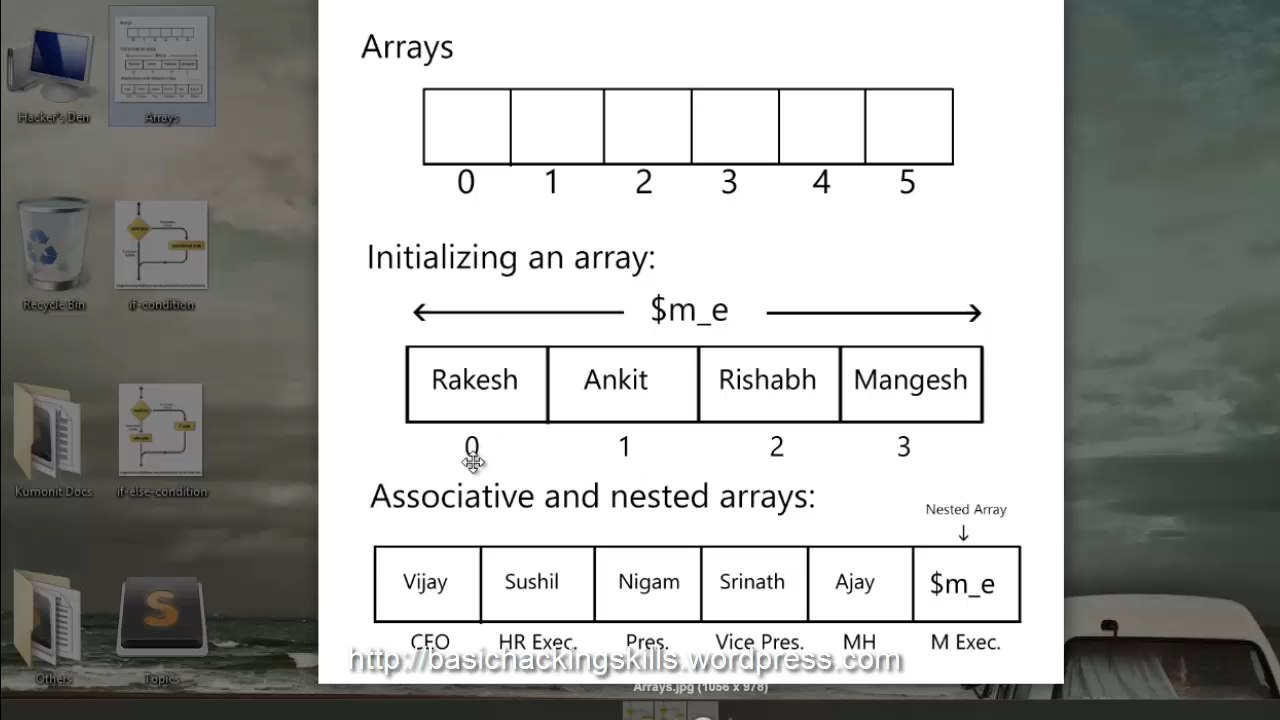 Arrays
0 1 2 3 4 5
Initializing an array:
$m_e
Rakesh Ankit Rishabh Mangesh
0 1 2 3
Associative and nested arrays:
Nested Array
Vijay Sushil Nigam Srinath Ajay $m_e
CEO HR Exec. Pres. Vice Pres. MH M Exec.
http://basichackingskills.wordpress.com
Arrays.jpg (1056 x 978)
Hacker's Den
Arrays
Recycle Bin
if-condition
Kumonit Docs
if-else-condition
Others
Topics